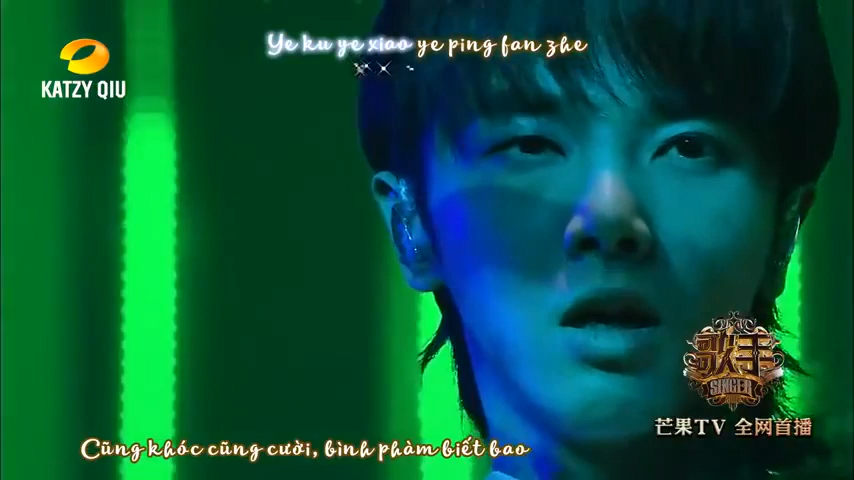 Ye ku ye xiao ye ping fan zhe
KATZY QIU
歌手
SINGER
芒果TV 全网首播
Cũng khóc cũng cười, bình phàm biết bao